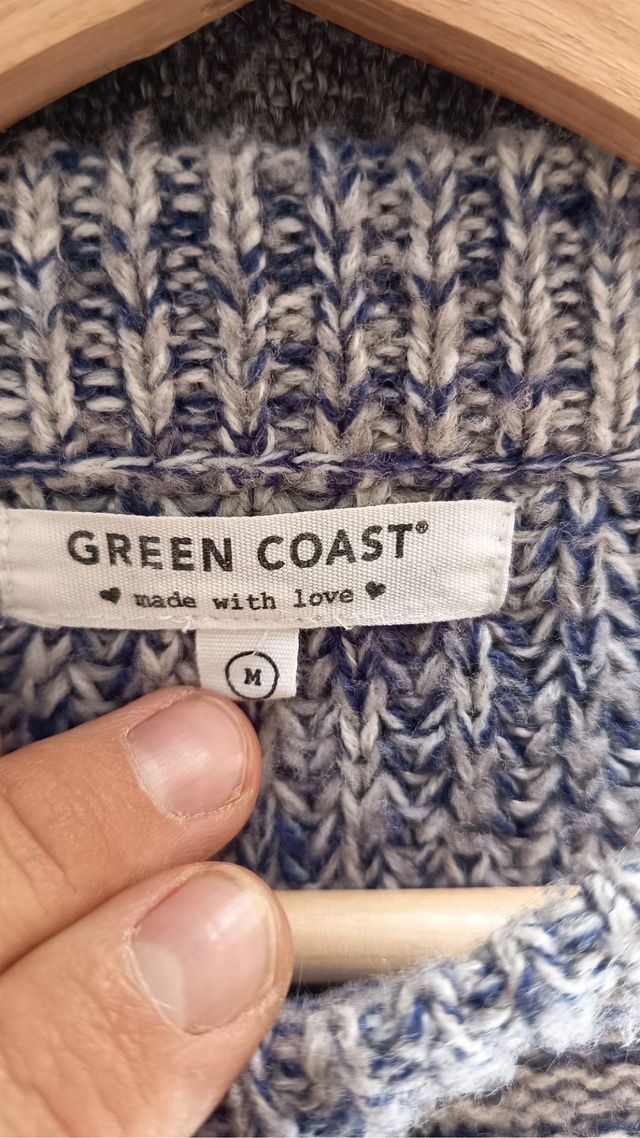 GREEN COAST®
♥ made with love ♥
M